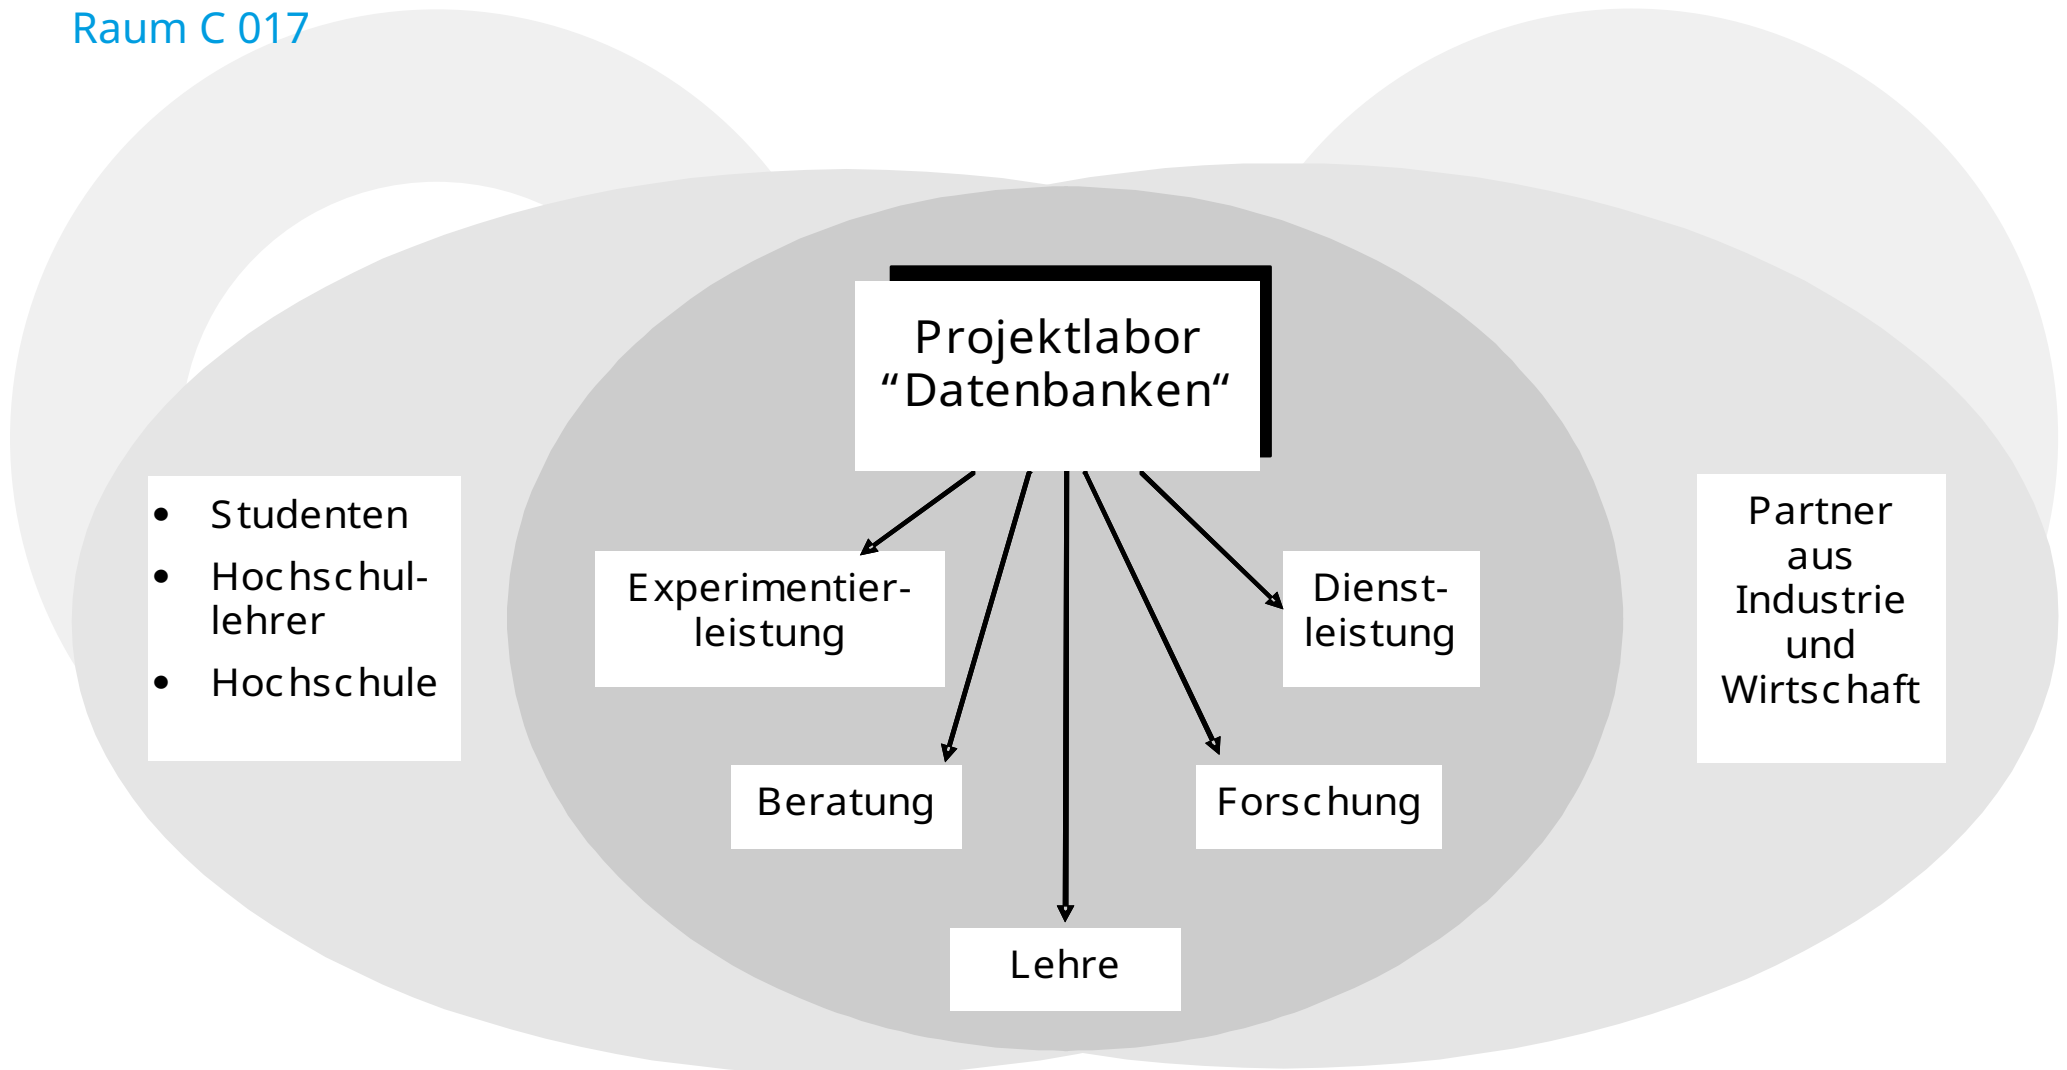 Raum C 017
Projektlabor
“Datenbanken“
• Studenten
• Hochschul-
lehrer
• Hochschule
Experimentier-
leistung
Dienst-
leistung
Partner
aus
Industrie
und
Wirtschaft
Beratung
Forschung
Lehre